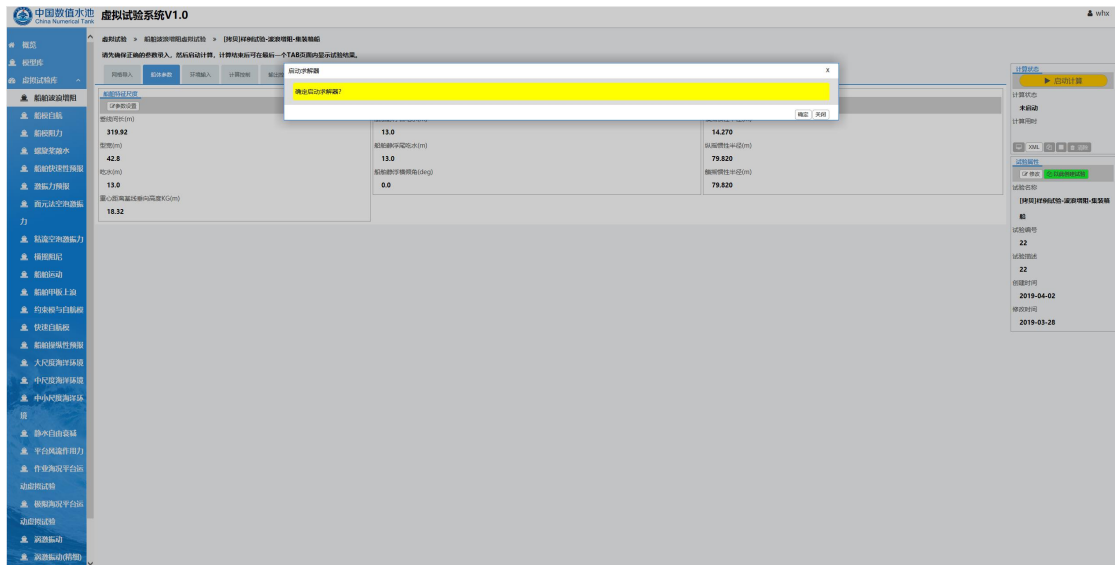 中国数值水池
China Numerical Tank
虚拟试验系统V1.0
whx
概览
模型库
虚拟试验库
船舶波浪增阻
船模自航
船模阻力
螺旋桨敞水
船舶快速性预报
激振力预报
面元法空泡激振
力
粘流空泡激振力
横摇阻尼
船舶运动
船舶甲板上浪
约束模与自航模
快速自航模
船舶操纵性预报
大尺度海洋环境
中尺度海洋环境
中小尺度海洋环
境
静水自由衰减
平台风流作用力
作业海况平台运
动虚拟试验
极限海况平台运
动虚拟试验
涡激振动
涡激振动(精细)
虚拟试验 » 船舶波浪增阻虚拟试验 » [拷贝]样例试验-波浪增阻-集装箱船
请先确保正确的参数录入，然后启动计算，计算结束后可在最后一个TAB页面内显示试验结果。
网格导入
船体参数
环境输入
计算控制
启动求解器
x
确定启动求解器?
确定
关闭
船舶特征尺度
参数设置
垂线间长(m)
319.92
型宽(m)
42.8
吃水(m)
13.0
重心距离基线垂向高度KG(m)
18.32
13.0
船舶静浮尾吃水(m)
13.0
船舶静浮横倾角(deg)
0.0
14.270
纵摇惯性半径(m)
79.820
艏摇惯性半径(m)
79.820
计算状态
启动计算
计算状态
未启动
计算用时
XML
试验属性
修改
试验名称
[拷贝]样例试验-波浪增阻-集装箱
船
试验编号
22
试验描述
22
创建时间
2019-04-02
修改时间
2019-03-28